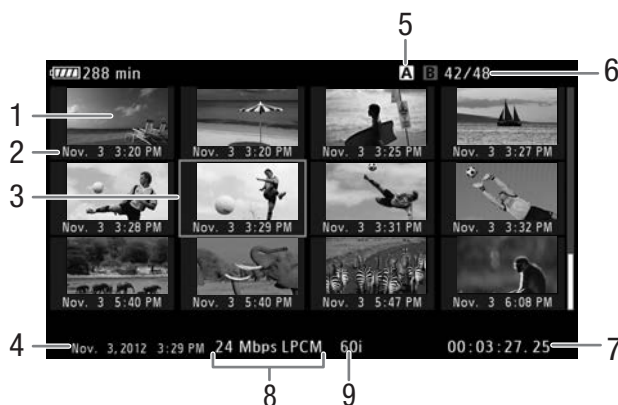 5
288 min A B 42/48 6
1
2 Nov. 3 3:20 PM Nov. 3 3:20 PM Nov. 3 3:25 PM Nov. 3 3:27 PM
3
Nov. 3 3:28 PM Nov. 3 3:29 PM Nov. 3 3:31 PM Nov. 3 3:32 PM
Nov. 3 5:40 PM Nov. 3 5:40 PM Nov. 3 5:47 PM Nov. 3 6:08 PM
4 Nov. 3,2012 3:29 PM 24 Mbps LPCM 60i 00:03:27.25 7
8 9